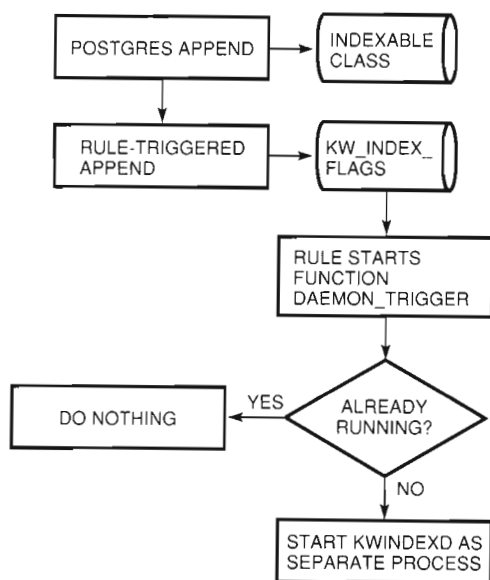 POSTGRES APPEND
INDEXABLE
CLASS
RULE-TRIGGERED
APPEND
KW_INDEX_
FLAGS
RULE STARTS
FUNCTION
DAEMON_TRIGGER
ALREADY
RUNNING?
YES
DO NOTHING
NO
START KWINDEXD AS
SEPARATE PROCESS